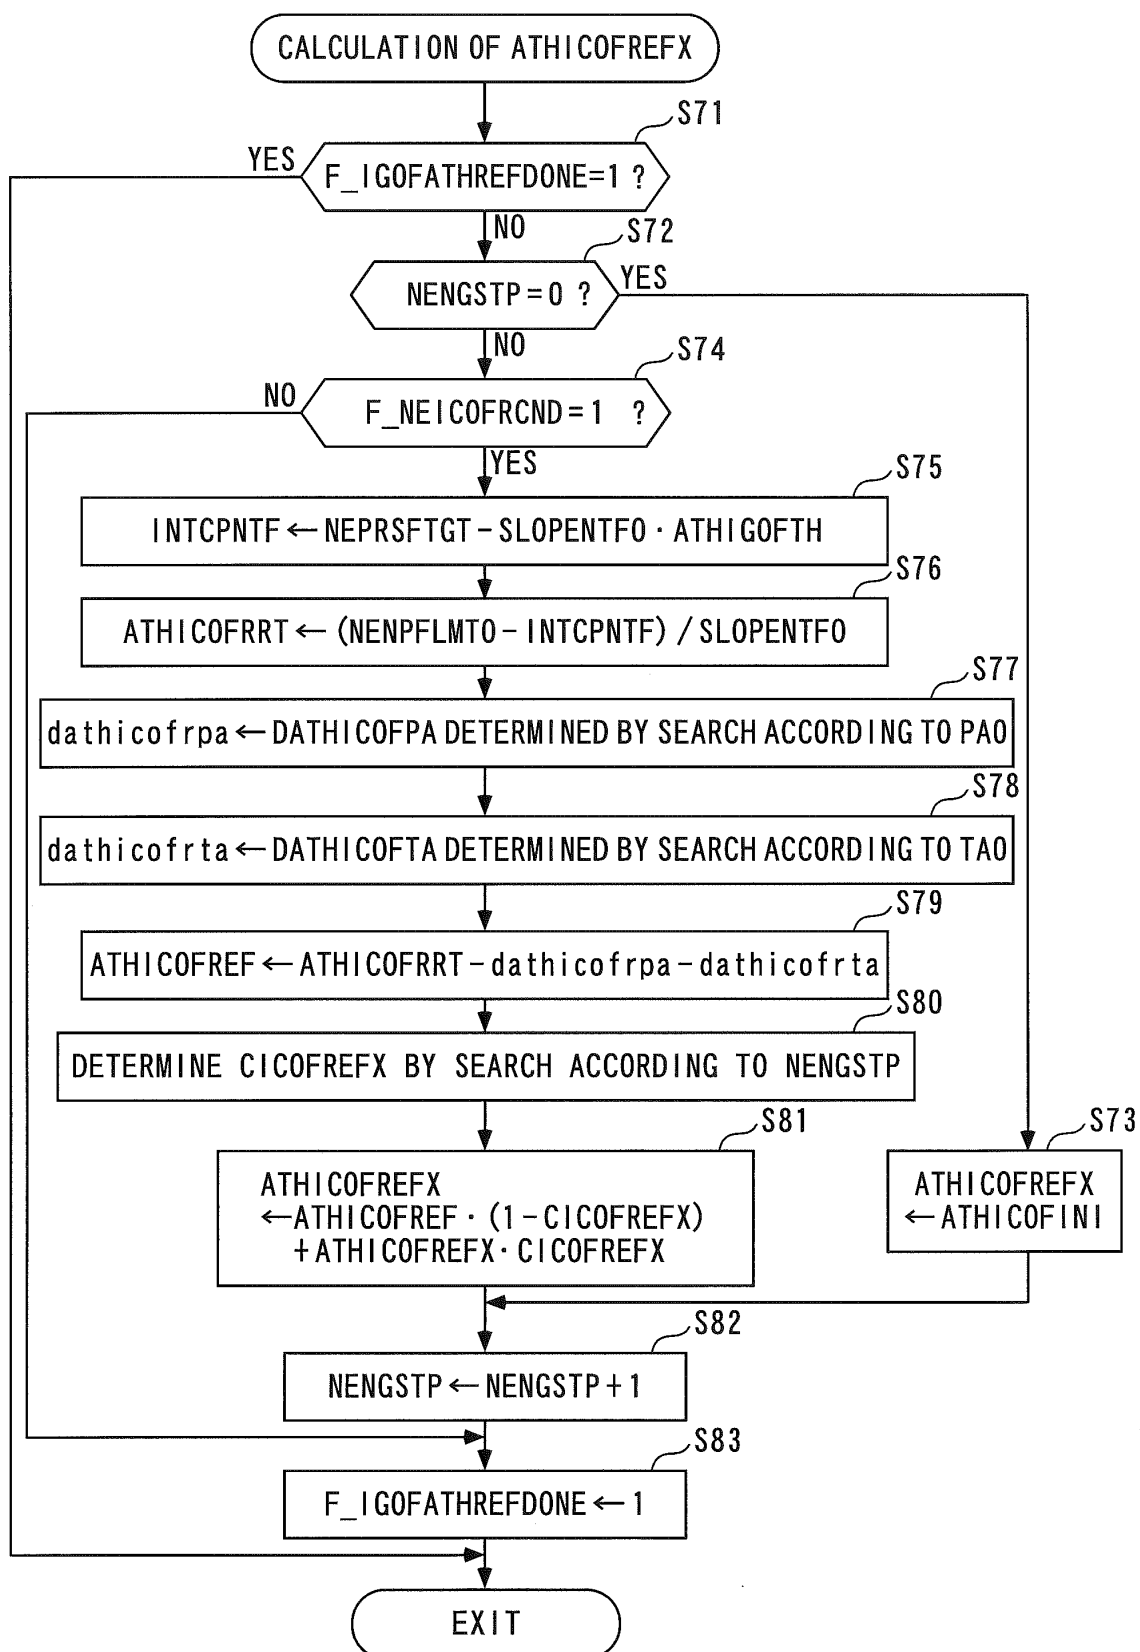 CALCULATION OF ATHICOFREFX
S71
YES
F_IGOFATHREFDONE=1 ?
NO
S72
NENGSTP=0 ?
YES
NO
S74
NO
F_NEICOFRCND=1 ?
YES
S75
INTCPNTF←NEPRSFTGT-SLOPENTF0·ATHIGOFTH
S76
ATHICOFRRT←(NENPFLMT0-INTCPNTF)/SLOPENTF0
S77
dathicofrpa←DATHICOFPA DETERMINED BY SEARCH ACCORDING TO PA0
S78
dathicofrta←DATHICOFTA DETERMINED BY SEARCH ACCORDING TO TA0
S79
ATHICOFREF←ATHICOFRRT-dathicofrpa-dathicofrta
S80
DETERMINE CICOFREFX BY SEARCH ACCORDING TO NENGSTP
S81
ATHICOFREFX
←ATHICOFREF·(1-CICOFREFX)
+ATHICOFREFX·CICOFREFX
S73
ATHICOFREFX
←ATHICOFINI
S82
NENGSTP←NENGSTP+1
S83
F_IGOFATHREFDONE←1
EXIT